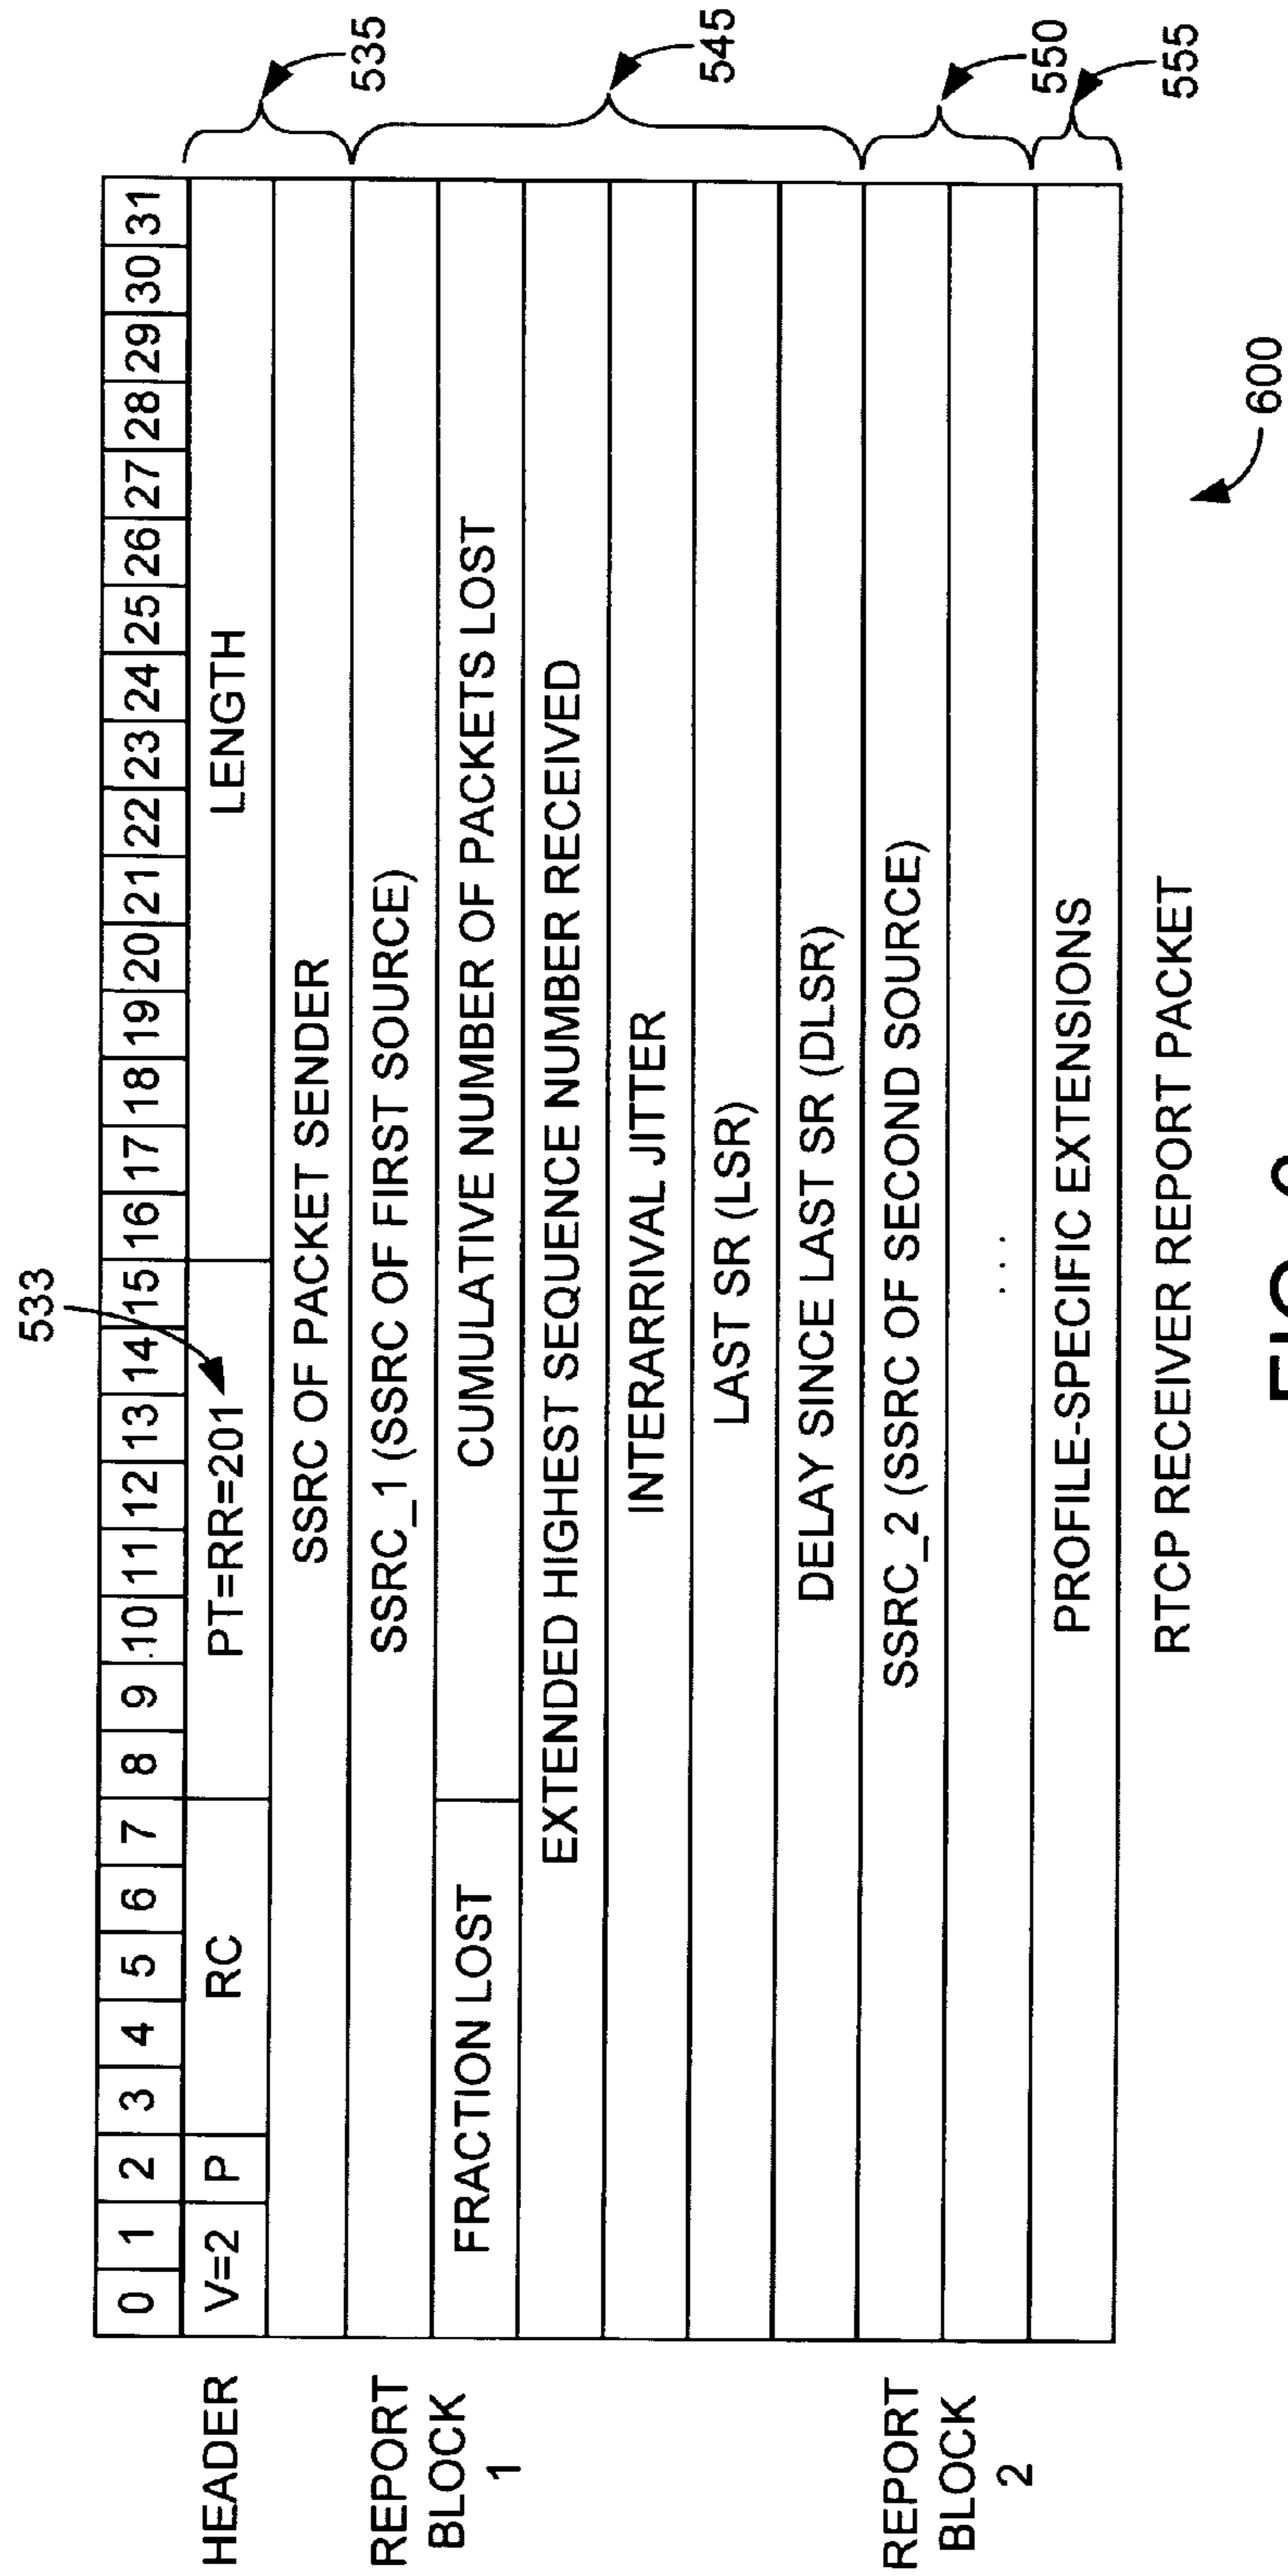 533
0 1 2 3 4 5 6 7 8 9 10 11 12 13 14 15 16 17 18 19 20 21 22 23 24 25 26 27 28 29 30 31
HEADER V=2 P RC PT=RR=201 LENGTH
535
SSRC OF PACKET SENDER
REPORT BLOCK 1
SSRC_1 (SSRC OF FIRST SOURCE)
FRACTION LOST CUMULATIVE NUMBER OF PACKETS LOST
EXTENDED HIGHEST SEQUENCE NUMBER RECEIVED
545
INTERARRIVAL JITTER
LAST SR (LSR)
DELAY SINCE LAST SR (DLSR)
REPORT BLOCK 2
SSRC_2 (SSRC OF SECOND SOURCE)
550
...
PROFILE-SPECIFIC EXTENSIONS
555
RTCP RECEIVER REPORT PACKET
600
FIG.